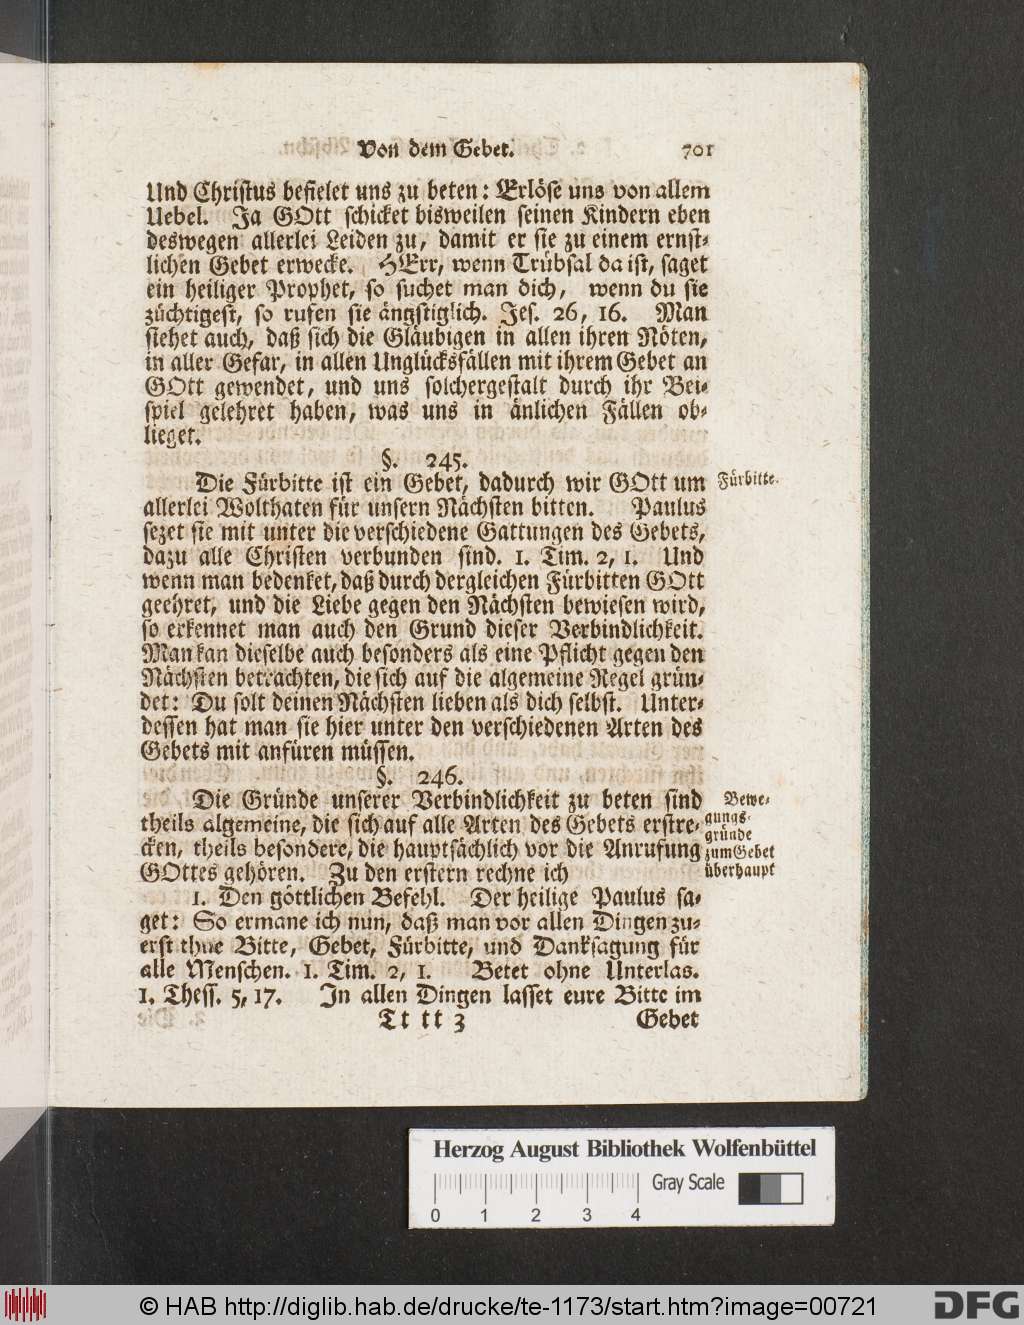 Von dem Gebet. 701
Und Christus befielet uns zu beten: Erlöse uns von allem
Uebel. Ja GOtt schicket bisweilen seinen Kindern eben
deswegen allerlei Leiden zu, damit er sie zu einem ernst-
lichen Gebet erwecke. HErr, wenn Trübsal da ist, saget
ein heiliger Prophet, so suchet man dich, wenn du sie
züchtigest, so rufen sie ängstiglich. Jes. 26, 16. Man
siehet auch, daß sich die Gläubigen in allen ihren Nöten,
in aller Gefar, in allen Unglücksfällen mit ihrem Gebet an
GOtt gewendet, und uns solchergestalt durch ihr Bei-
spiel gelehret haben, was uns in änlichen Fällen ob-
lieget.
§. 245.
Die Fürbitte ist ein Gebet, dadurch wir GOtt um
Fürbitte.
allerlei Wolthaten für unsern Nächsten bitten. Paulus
sezet sie mit unter die verschiedene Gattungen des Gebets,
dazu alle Christen verbunden sind. 1. Tim. 2, 1. Und
wenn man bedenket, daß durch dergleichen Fürbitten GOtt
geehret, und die Liebe gegen den Nächsten bewiesen wird,
so erkennet man auch den Grund dieser Verbindlichkeit.
Man kan dieselbe auch besonders als eine Pflicht gegen den
Nächsten betrachten, die sich auf die algemeine Regel grün-
det: Du solt deinen Nächsten lieben als dich selbst. Unter-
dessen hat man sie hier unter den verschiedenen Arten des
Gebets mit anfüren müssen.
§. 246.
Die Gründe unserer Verbindlichkeit zu beten sind
theils algemeine, die sich auf alle Arten des Gebets erstre-
cken, theils besondere, die hauptsächlich vor die Anrufung
GOttes gehören. Zu den erstern rechne ich
Bewe-
gungs-
gründe
zum Gebet
überhaupt
1. Den göttlichen Befehl. Der heilige Paulus sa-
get: So ermane ich nun, daß man vor allen Dingen zu-
erst thue Bitte, Gebet, Fürbitte, und Danksagung für
alle Menschen. 1. Tim. 2, 1. Betet ohne Unterlas.
1. Thess. 5, 17. In allen Dingen lasset eure Bitte im
Tt tt 3 Gebet
Herzog August Bibliothek Wolfenbüttel
Gray Scale
0 1 2 3 4
© HAB http://diglib.hab.de/drucke/te-1173/start.htm?image=00721
DFG